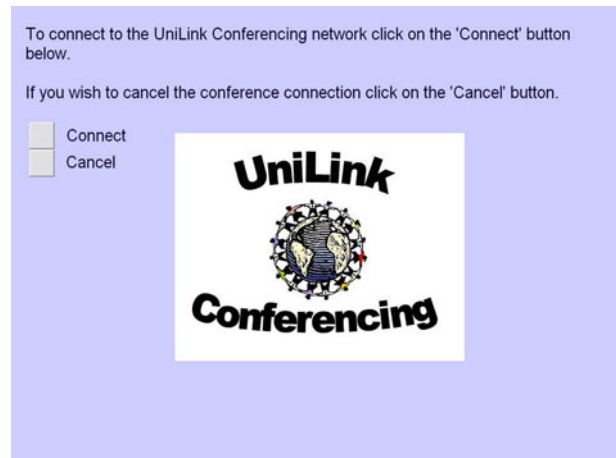 To connect to the UniLink Conferencing network click on the 'Connect' button
below.
If you wish to cancel the conference connection click on the 'Cancel' button.
Connect
Cancel
UniLink
Conferencing